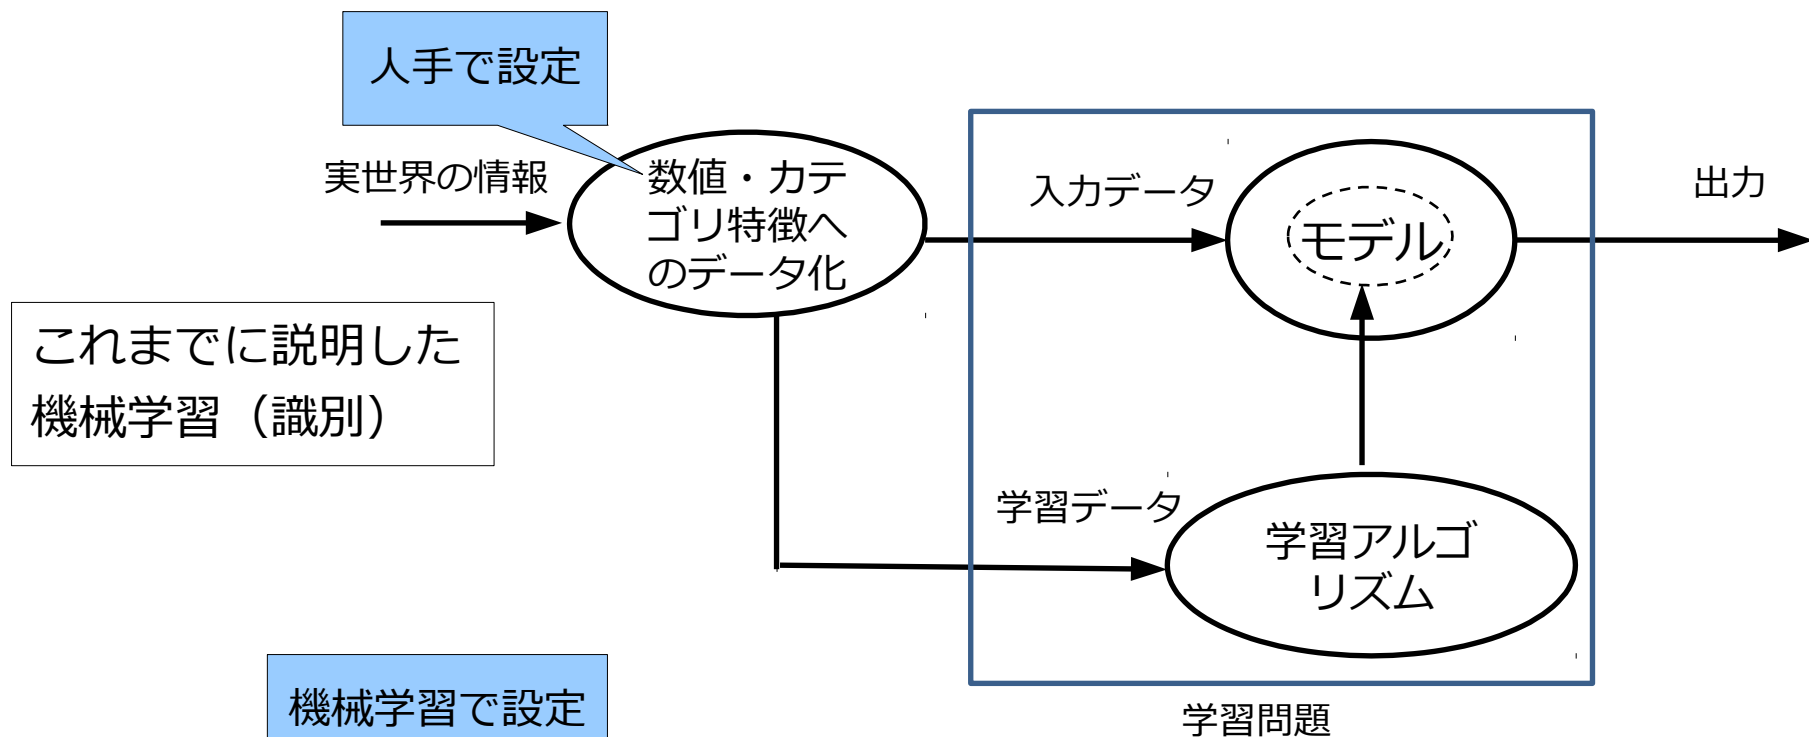 人手で設定
実世界の情報
数値・カテ
ゴリ特徴へ
のデータ化
入力データ
モデル
出力
これまでに説明した
機械学習（識別）
学習データ
学習アルゴ
リズム
機械学習で設定
学習問題